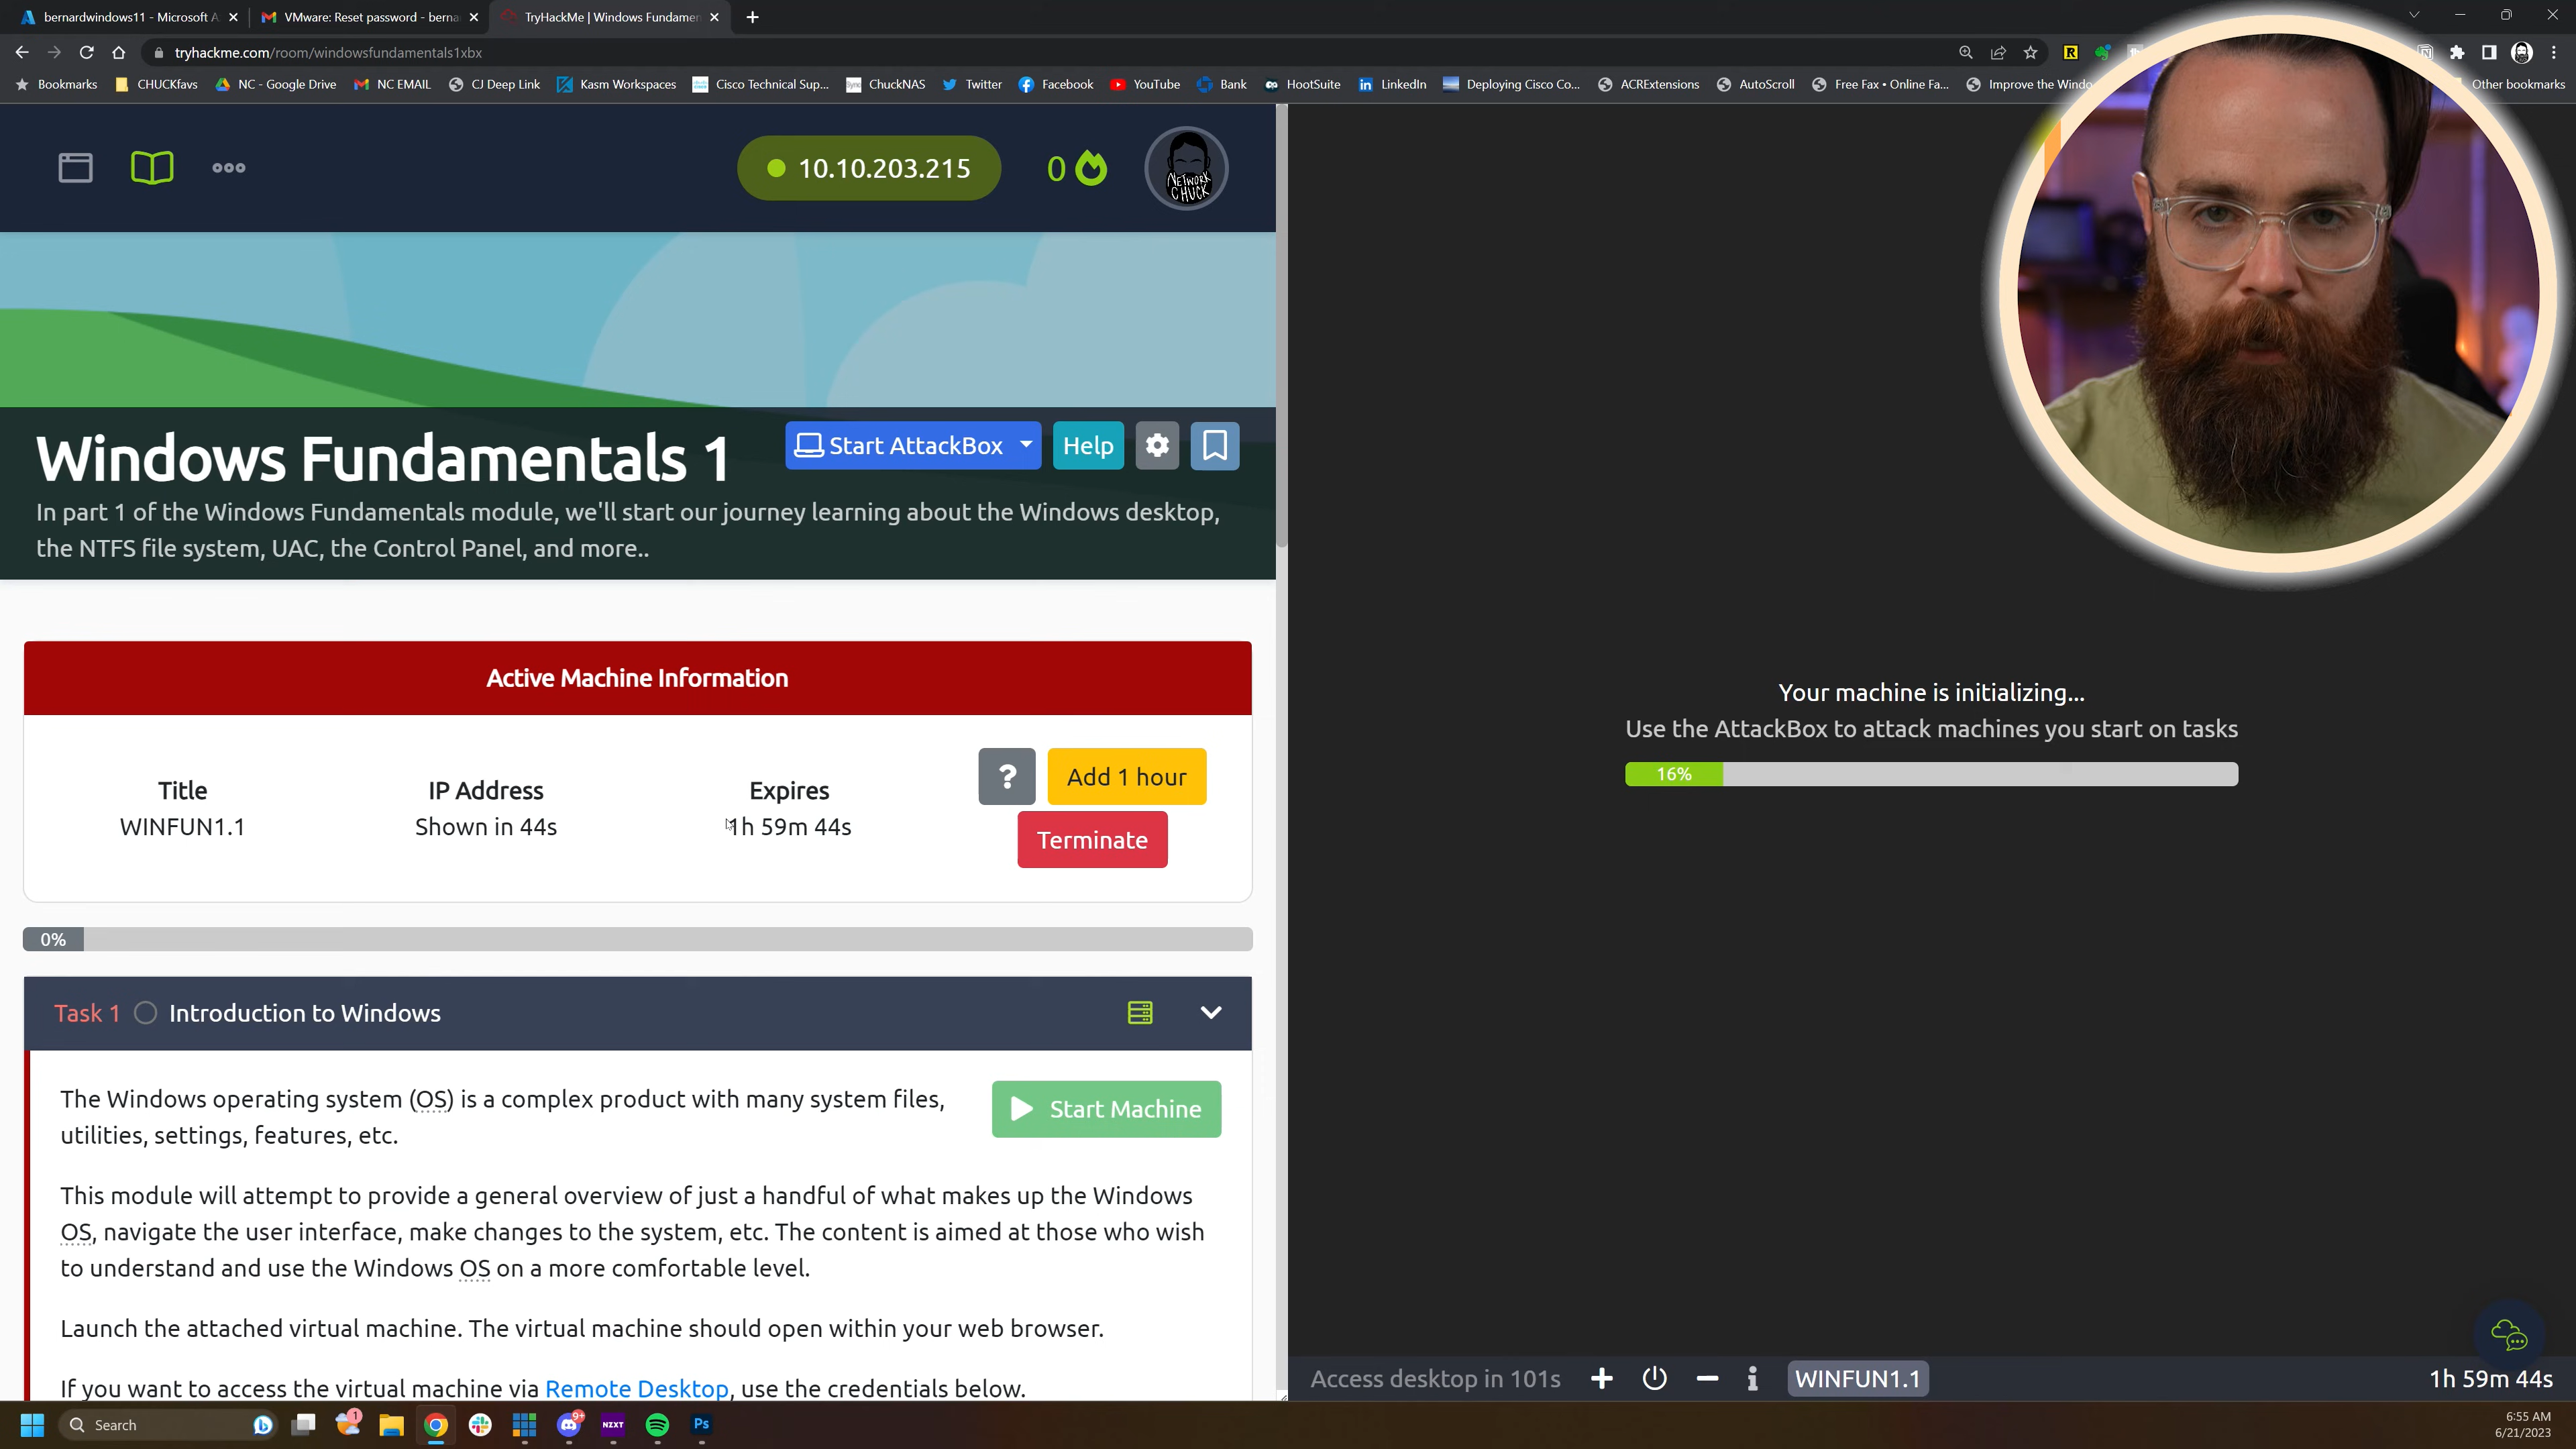 bernardwindows11 - Microsoft A
VMware: Reset password - berna
TryHackMe | Windows Fundamen
tryhackme.com/room/windowsfundamentals1xbx
Bookmarks
CHUCKfavs
NC - Google Drive
NC EMAIL
CJ Deep Link
Kasm Workspaces
Cisco Technical Sup...
ChuckNAS
Twitter
Facebook
YouTube
Bank
HootSuite
LinkedIn
Deploying Cisco Co...
ACRExtensions
AutoScroll
Free Fax • Online Fa...
Improve the Windo
Other bookmarks
10.10.203.215
0
NETWORK
CHUCK
Windows Fundamentals 1
Start AttackBox
Help
In part 1 of the Windows Fundamentals module, we'll start our journey learning about the Windows desktop,
the NTFS file system, UAC, the Control Panel, and more..
Active Machine Information
Title
IP Address
Expires
? Add 1 hour
WINFUN1.1
Shown in 44s
1h 59m 44s
Terminate
0%
Task 1
Introduction to Windows
The Windows operating system (OS) is a complex product with many system files,
utilities, settings, features, etc.
Start Machine
This module will attempt to provide a general overview of just a handful of what makes up the Windows
OS, navigate the user interface, make changes to the system, etc. The content is aimed at those who wish
to understand and use the Windows OS on a more comfortable level.
Launch the attached virtual machine. The virtual machine should open within your web browser.
If you want to access the virtual machine via Remote Desktop, use the credentials below.
Your machine is initializing...
Use the AttackBox to attack machines you start on tasks
16%
Access desktop in 101s
WINFUN1.1
1h 59m 44s
Search
1
9+
NZXT
Ps
6:55 AM
6/21/2023